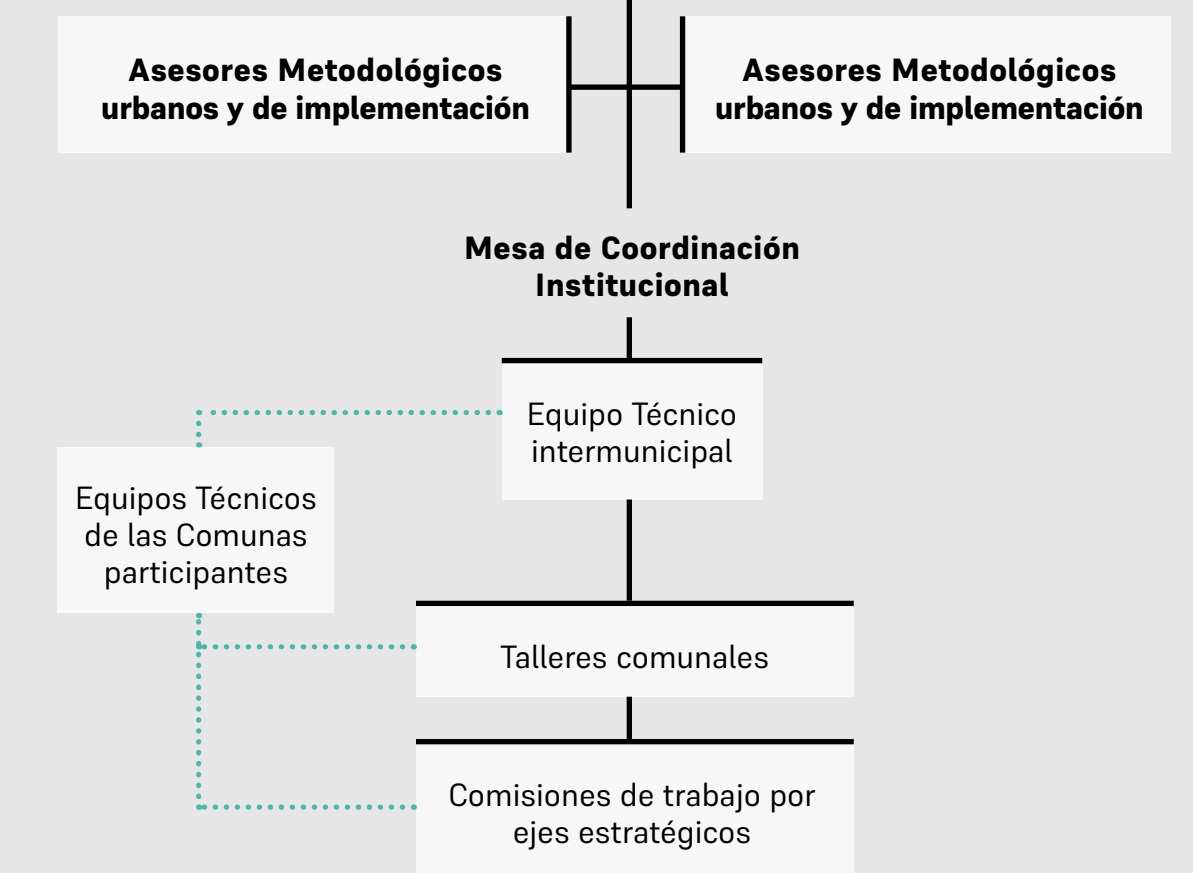 Asesores Metodológicos
urbanos y de implementación
Asesores Metodológicos
urbanos y de implementación
Mesa de Coordinación
Institucional
Equipo Técnico
intermunicipal
Equipos Técnicos
de las Comunas
participantes
Talleres comunales
Comisiones de trabajo por
ejes estratégicos